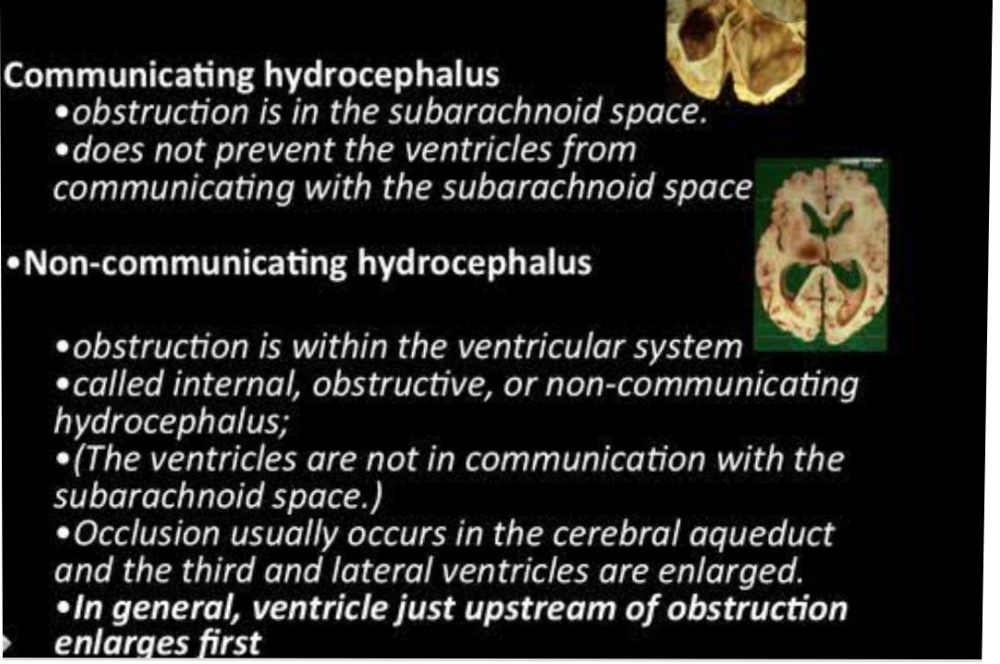 Communicating hydrocephalus
•obstruction is in the subarachnoid space.
•does not prevent the ventricles from
communicating with the subarachnoid space
•Non-communicating hydrocephalus
•obstruction is within the ventricular system
•called internal, obstructive, or non-communicating
hydrocephalus;
•(The ventricles are not in communication with the
subarachnoid space.)
•Occlusion usually occurs in the cerebral aqueduct
and the third and lateral ventricles are enlarged.
•In general, ventricle just upstream of obstruction
enlarges first